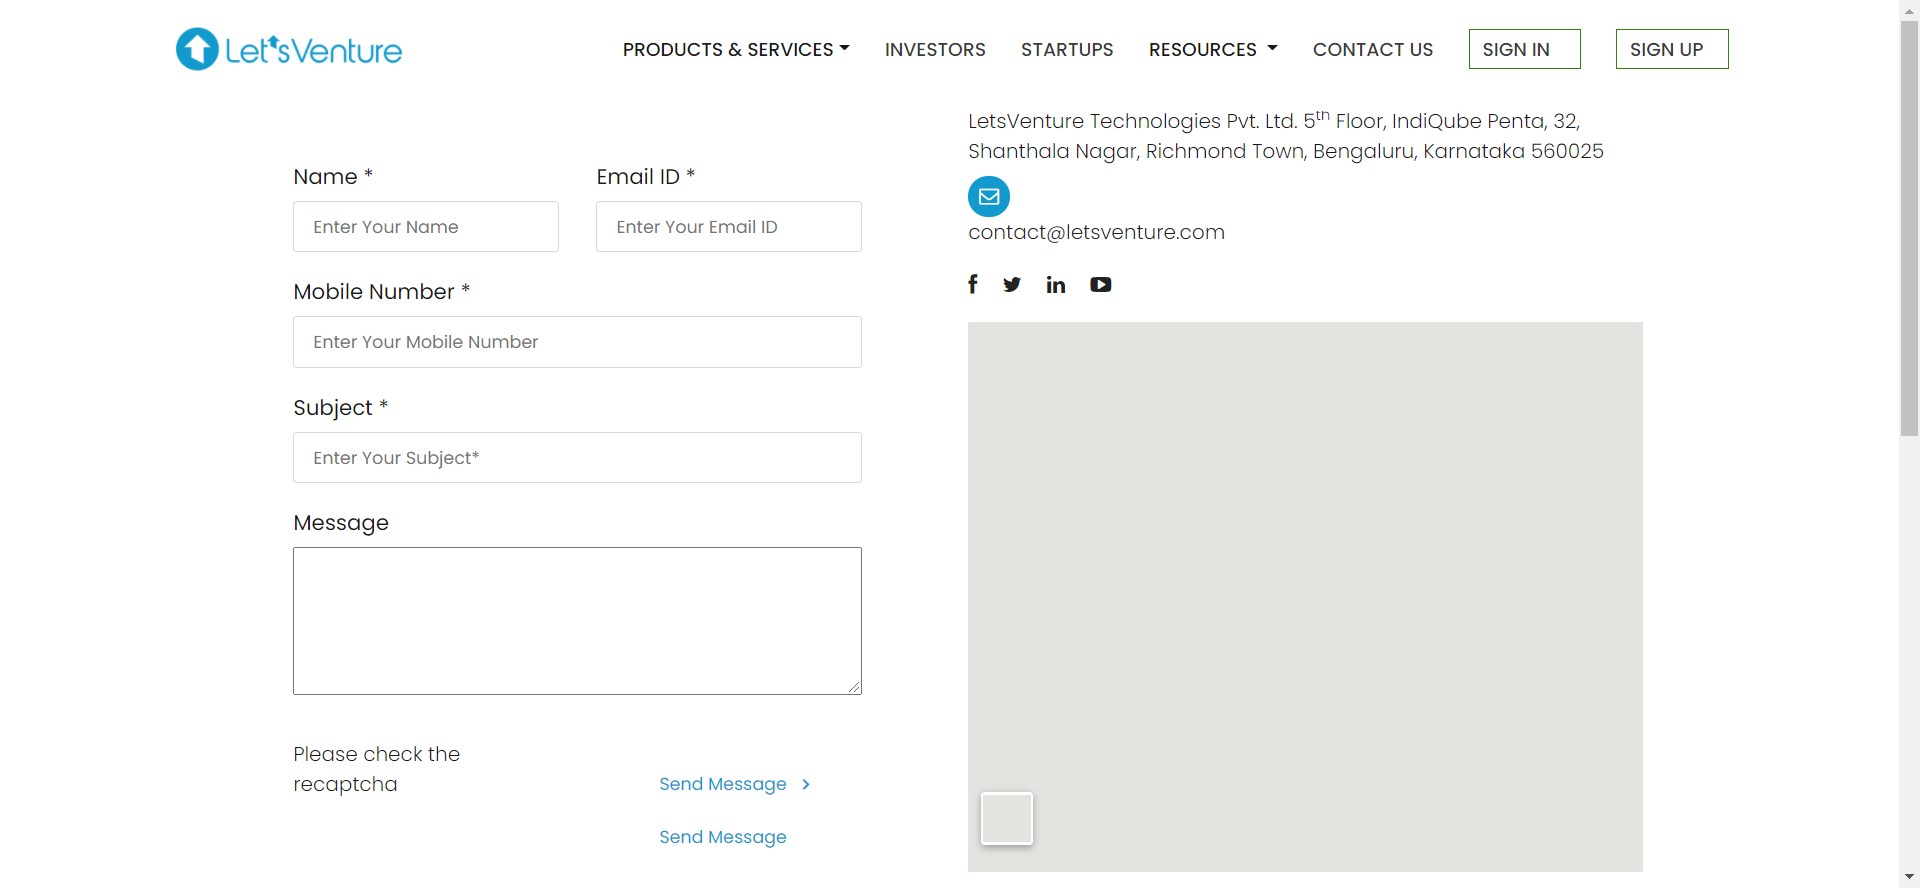 Let'sVenture
PRODUCTS & SERVICES
INVESTORS
STARTUPS
RESOURCES
CONTACT US
SIGN IN
SIGN UP
Name *
Enter Your Name
Email ID *
Enter Your Email ID
Mobile Number *
Enter Your Mobile Number
Subject *
Enter Your Subject*
Message
Please check the
recaptcha
Send Message
Send Message
LetsVenture Technologies Pvt. Ltd. 5th Floor, IndiQube Penta, 32,
Shanthala Nagar, Richmond Town, Bengaluru, Karnataka 560025
contact@letsventure.com